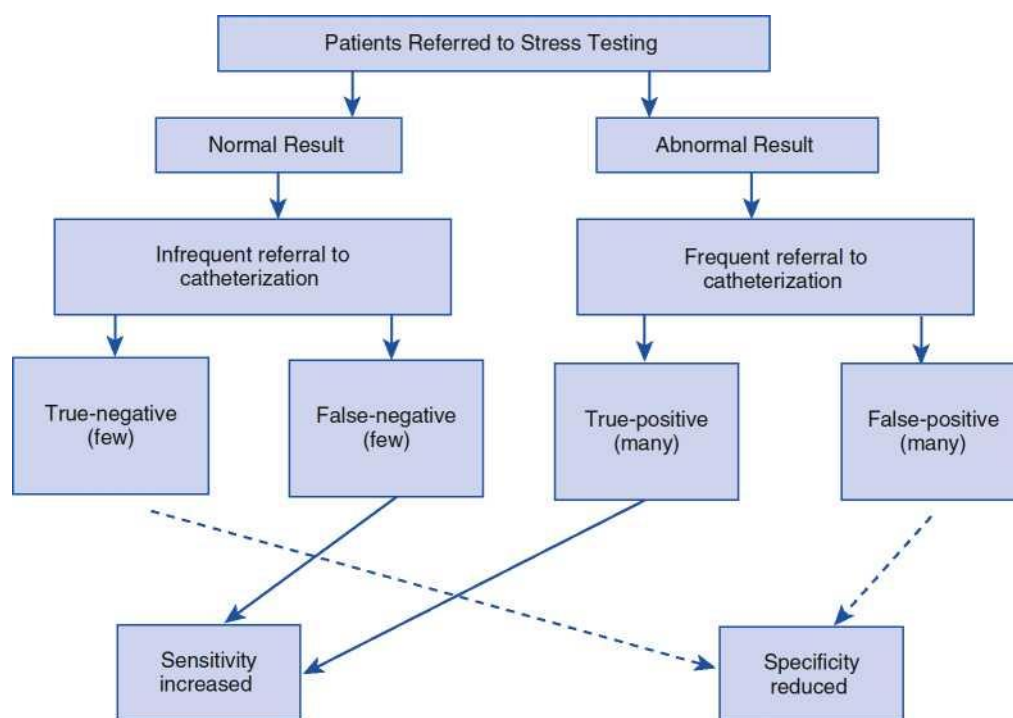 Patients Referred to Stress Testing
Normal Result
Abnormal Result
Infrequent referral to
catheterization
Frequent referral to
catheterization
True-negative
(few)
False-negative
(few)
True-positive
(many)
False-positive
(many)
Sensitivity
increased
Specificity
reduced